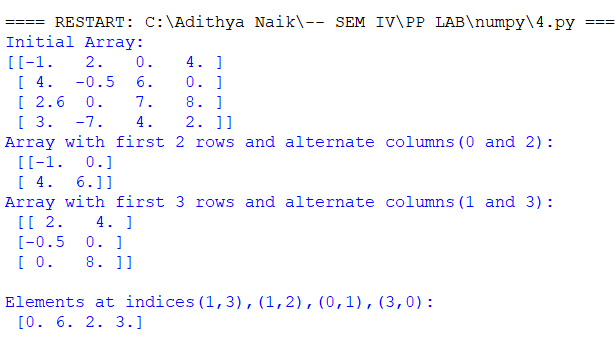 ==== RESTART: C:\Adithya Naik\-- SEM IV\PP LAB\numpy\4.py ===
Initial Array:
[[-1.   2.   0.   4. ]
 [ 4.  -0.5  6.   0. ]
 [ 2.6  0.   7.   8. ]
 [ 3.  -7.   4.   2. ]]
Array with first 2 rows and alternate columns(0 and 2):
 [[-1.  0.]
 [ 4.  6.]]
Array with first 3 rows and alternate columns(1 and 3):
 [[ 2.   4. ]
 [-0.5  0. ]
 [ 0.   8. ]]
Elements at indices(1,3),(1,2),(0,1),(3,0):
 [0. 6. 2. 3.]